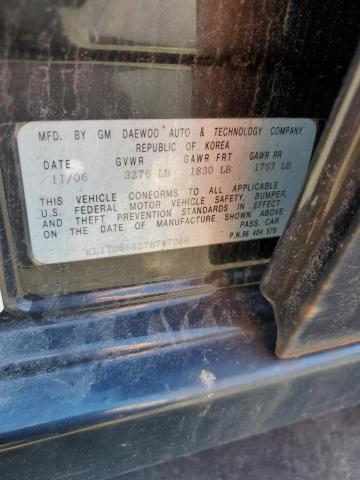 MFD. BY GM DAEWOO AUTO & TECHNOLOGY COMPANY
REPUBLIC OF KOREA
DATE GVWR GAWR FRT GAWR RR
11/06 3276 LB 1830 LB 1767 LB
THIS VEHICLE CONFORMS TO ALL APPLICABLE
U.S. FEDERAL MOTOR VEHICLE SAFETY, BUMPER,
AND THEFT PREVENTION STANDARDS IN EFFECT
ON THE DATE OF MANUFACTURE SHOWN ABOVE
PASS. CAR
P.N.96 404 570